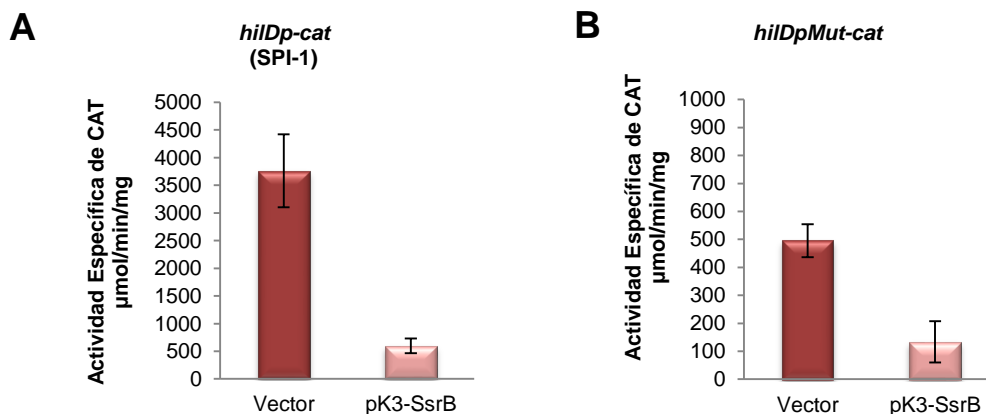 A
hilDp-cat
(SPI-1)
Actividad Específica de CAT
µmol/min/mg
5000
4500
4000
3500
3000
2500
2000
1500
1000
500
0
Vector
pK3-SsrB
B
hilDpMut-cat
Actividad Específica de CAT
µmol/min/mg
1000
900
800
700
600
500
400
300
200
100
0
Vector
pK3-SsrB